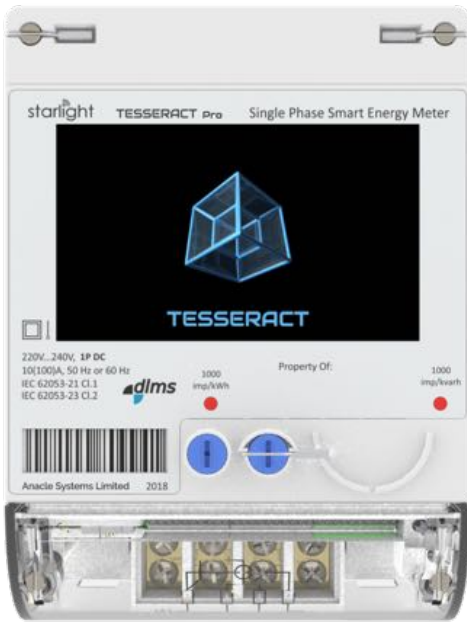 starlight TESSERACT Pro Single Phase Smart Energy Meter
TESSERACT
220V...240V, 1P DC
10(100)A, 50 Hz or 60 Hz
IEC 62053-21 Cl.1
IEC 62053-23 Cl.2
dlms
1000
imp/kWh
Property Of:
1000
imp/kvarh
Anacle Systems Limited 2018